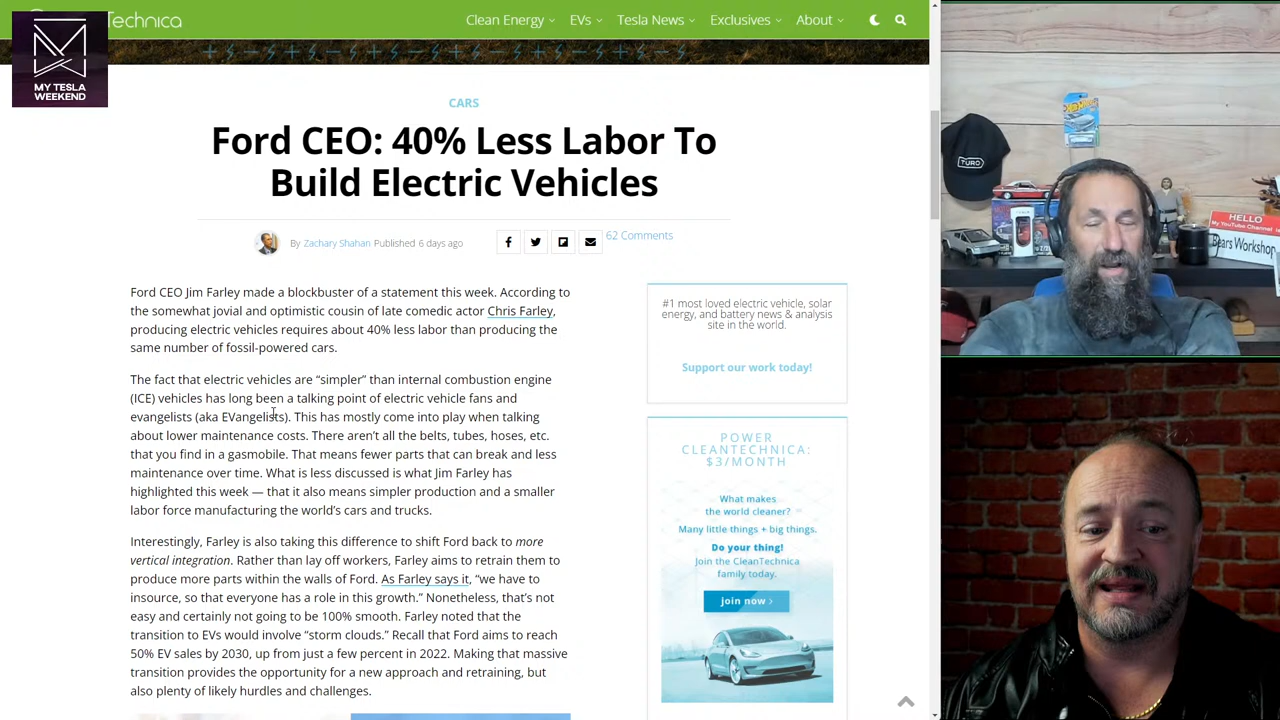 Technica
Clean Energy
EVs
Tesla News
Exclusives
About
MY TESLA
WEEKEND
CARS
Ford CEO: 40% Less Labor To
Build Electric Vehicles
By Zachary Shahan Published 6 days ago
62 Comments
Ford CEO Jim Farley made a blockbuster of a statement this week. According to
the somewhat jovial and optimistic cousin of late comedic actor Chris Farley,
producing electric vehicles requires about 40% less labor than producing the
same number of fossil-powered cars.
The fact that electric vehicles are “simpler” than internal combustion engine
(ICE) vehicles has long been a talking point of electric vehicle fans and
evangelists (aka EVangelists). This has mostly come into play when talking
about lower maintenance costs. There aren’t all the belts, tubes, hoses, etc.
that you find in a gasmobile. That means fewer parts that can break and less
maintenance over time. What is less discussed is what Jim Farley has
highlighted this week — that it also means simpler production and a smaller
labor force manufacturing the world’s cars and trucks.
Interestingly, Farley is also taking this difference to shift Ford back to more
vertical integration. Rather than lay off workers, Farley aims to retrain them to
produce more parts within the walls of Ford. As Farley says it, “we have to
insource, so that everyone has a role in this growth.” Nonetheless, that’s not
easy and certainly not going to be 100% smooth. Farley noted that the
transition to EVs would involve “storm clouds.” Recall that Ford aims to reach
50% EV sales by 2030, up from just a few percent in 2022. Making that massive
transition provides the opportunity for a new approach and retraining, but
also plenty of likely hurdles and challenges.
#1 most loved electric vehicle, solar
energy, and battery news & analysis
site in the world.
Support our work today!
POWER
CLEANTECHNICA:
$3/MONTH
What makes
the world cleaner?
Many little things + big things.
Do your thing!
Join the CleanTechnica
family today.
join now
Hot Wheels
TURO
HELLO
My YouTube Channel is
Bears Workshop